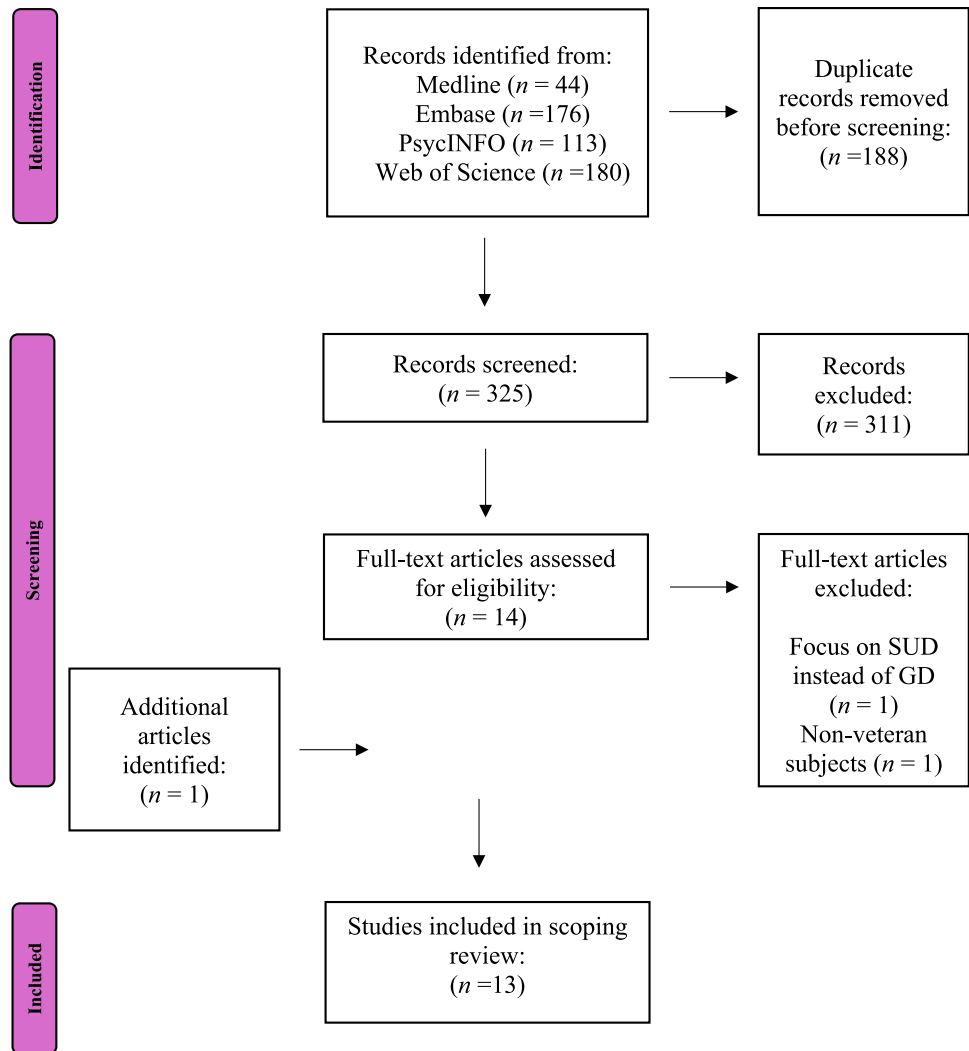 Identification
Records identified from:
Medline (n = 44)
Embase (n =176)
PsycINFO (n = 113)
Web of Science (n =180)
Duplicate
records removed
before screening:
(n =188)
Screening
Records screened:
(n = 325)
Records
excluded:
(n = 311)
Full-text articles assessed
for eligibility:
(n = 14)
Full-text articles
excluded:
Focus on SUD
instead of GD
(n = 1)
Non-veteran
subjects (n = 1)
Additional
articles
identified:
(n = 1)
Included
Studies included in scoping
review:
(n =13)